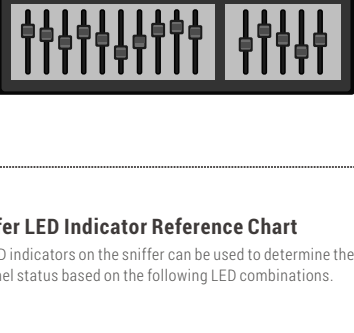 fer LED Indicator Reference Chart
D indicators on the sniffer can be used to determine the
nel status based on the following LED combinations.